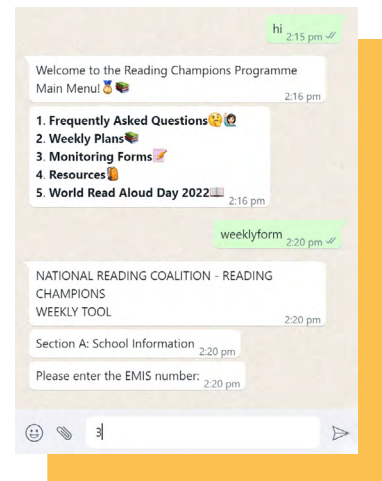 hi
2:15 pm
Welcome to the Reading Champions Programme
Main Menu!🏅📚
2:16 pm
1. Frequently Asked Questions🤔🙋🏻‍♀️
2. Weekly Plans📚
3. Monitoring Forms📝
4. Resources🎒
5. World Read Aloud Day 2022📖
2:16 pm
weeklyform
2:20 pm
NATIONAL READING COALITION - READING
CHAMPIONS
WEEKLY TOOL
2:20 pm
Section A: School Information
2:20 pm
Please enter the EMIS number:
2:20 pm
3